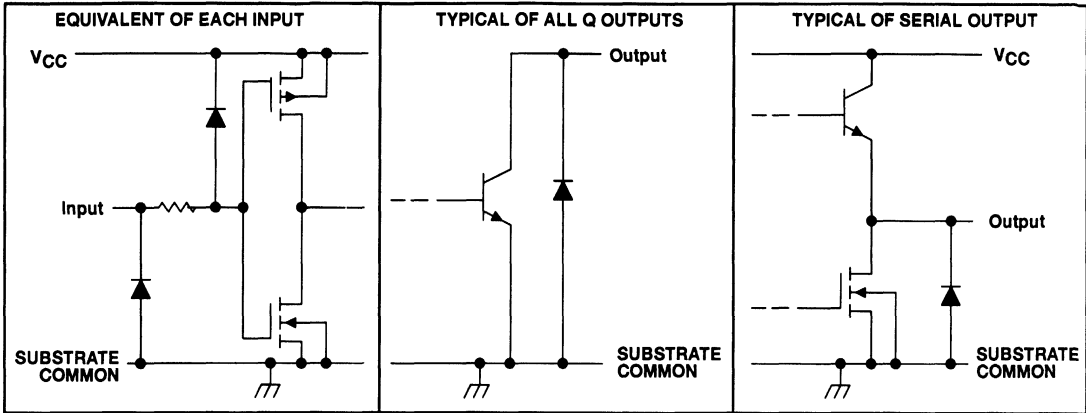 EQUIVALENT OF EACH INPUT
VCC
Input
SUBSTRATE
COMMON
TYPICAL OF ALL Q OUTPUTS
Output
SUBSTRATE
COMMON
TYPICAL OF SERIAL OUTPUT
VCC
Output
SUBSTRATE
COMMON